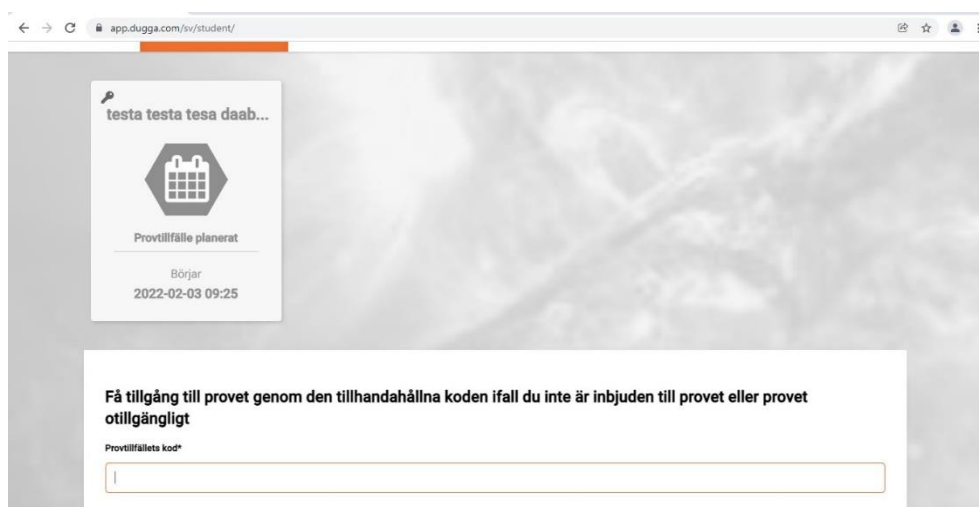 app.dugga.com/sv/student/
testa testa tesa daab...
Provtillfälle planerat
Börjar
2022-02-03 09:25
Få tillgång till provet genom den tillhandahållna koden ifall du inte är inbjuden till provet eller provet
otillgängligt
Provtillfällets kod*